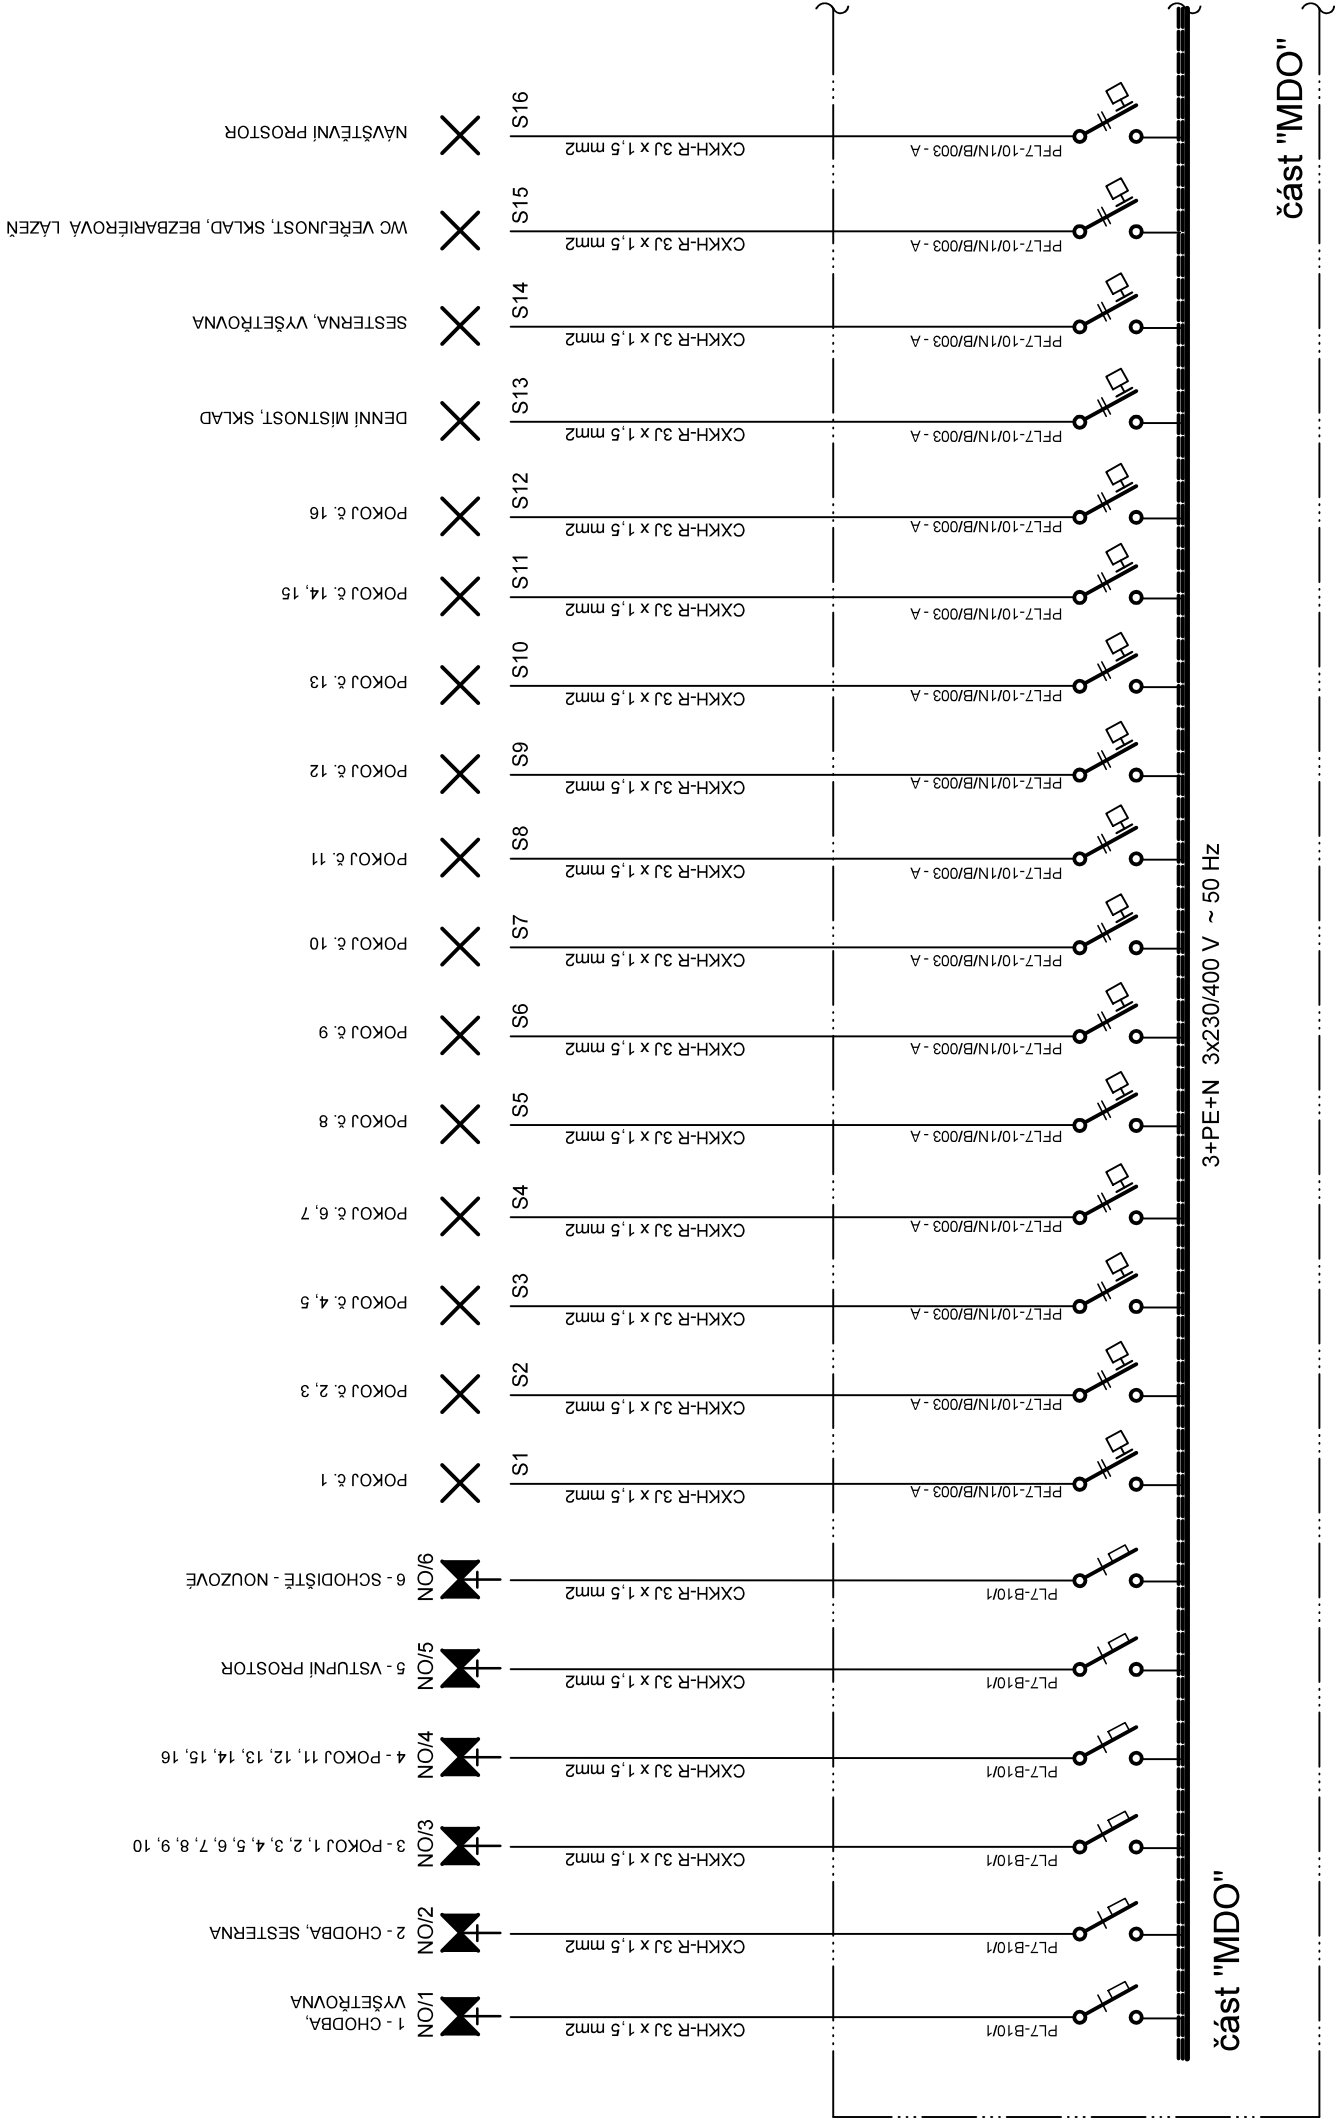 NÁVŠTĚVNÍ PROSTOR
S16
CXKH-R 3J x 1,5 mm2
PFL7-10/1N/B/003 - A
WC VEŘEJNOST, SKLAD, BEZBARIÉROVÁ LÁZEŇ
S15
CXKH-R 3J x 1,5 mm2
PFL7-10/1N/B/003 - A
SESTERNA, VYŠETŘOVNA
S14
CXKH-R 3J x 1,5 mm2
PFL7-10/1N/B/003 - A
DENNÍ MÍSTNOST, SKLAD
S13
CXKH-R 3J x 1,5 mm2
PFL7-10/1N/B/003 - A
POKOJ č. 16
S12
CXKH-R 3J x 1,5 mm2
PFL7-10/1N/B/003 - A
POKOJ č. 14, 15
S11
CXKH-R 3J x 1,5 mm2
PFL7-10/1N/B/003 - A
POKOJ č. 13
S10
CXKH-R 3J x 1,5 mm2
PFL7-10/1N/B/003 - A
POKOJ č. 12
S9
CXKH-R 3J x 1,5 mm2
PFL7-10/1N/B/003 - A
POKOJ č. 11
S8
CXKH-R 3J x 1,5 mm2
PFL7-10/1N/B/003 - A
POKOJ č. 10
S7
CXKH-R 3J x 1,5 mm2
PFL7-10/1N/B/003 - A
POKOJ č. 9
S6
CXKH-R 3J x 1,5 mm2
PFL7-10/1N/B/003 - A
POKOJ č. 8
S5
CXKH-R 3J x 1,5 mm2
PFL7-10/1N/B/003 - A
POKOJ č. 6, 7
S4
CXKH-R 3J x 1,5 mm2
PFL7-10/1N/B/003 - A
POKOJ č. 4, 5
S3
CXKH-R 3J x 1,5 mm2
PFL7-10/1N/B/003 - A
POKOJ č. 2, 3
S2
CXKH-R 3J x 1,5 mm2
PFL7-10/1N/B/003 - A
POKOJ č. 1
S1
CXKH-R 3J x 1,5 mm2
PFL7-10/1N/B/003 - A
6 - SCHODIŠTĚ - NOUZOVÉ
NO/6
CXKH-R 3J x 1,5 mm2
PL7-B10/1
5 - VSTUPNÍ PROSTOR
NO/5
CXKH-R 3J x 1,5 mm2
PL7-B10/1
4 - POKOJ 11, 12, 13, 14, 15, 16
NO/4
CXKH-R 3J x 1,5 mm2
PL7-B10/1
3 - POKOJ 1, 2, 3, 4, 5, 6, 7, 8, 9, 10
NO/3
CXKH-R 3J x 1,5 mm2
PL7-B10/1
2 - CHODBA, SESTERNA
NO/2
CXKH-R 3J x 1,5 mm2
PL7-B10/1
1 - CHODBA,
VYŠETŘOVNA
NO/1
CXKH-R 3J x 1,5 mm2
PL7-B10/1
3+PE+N 3x230/400 V ~ 50 Hz
část "MDO"
část "MDO"